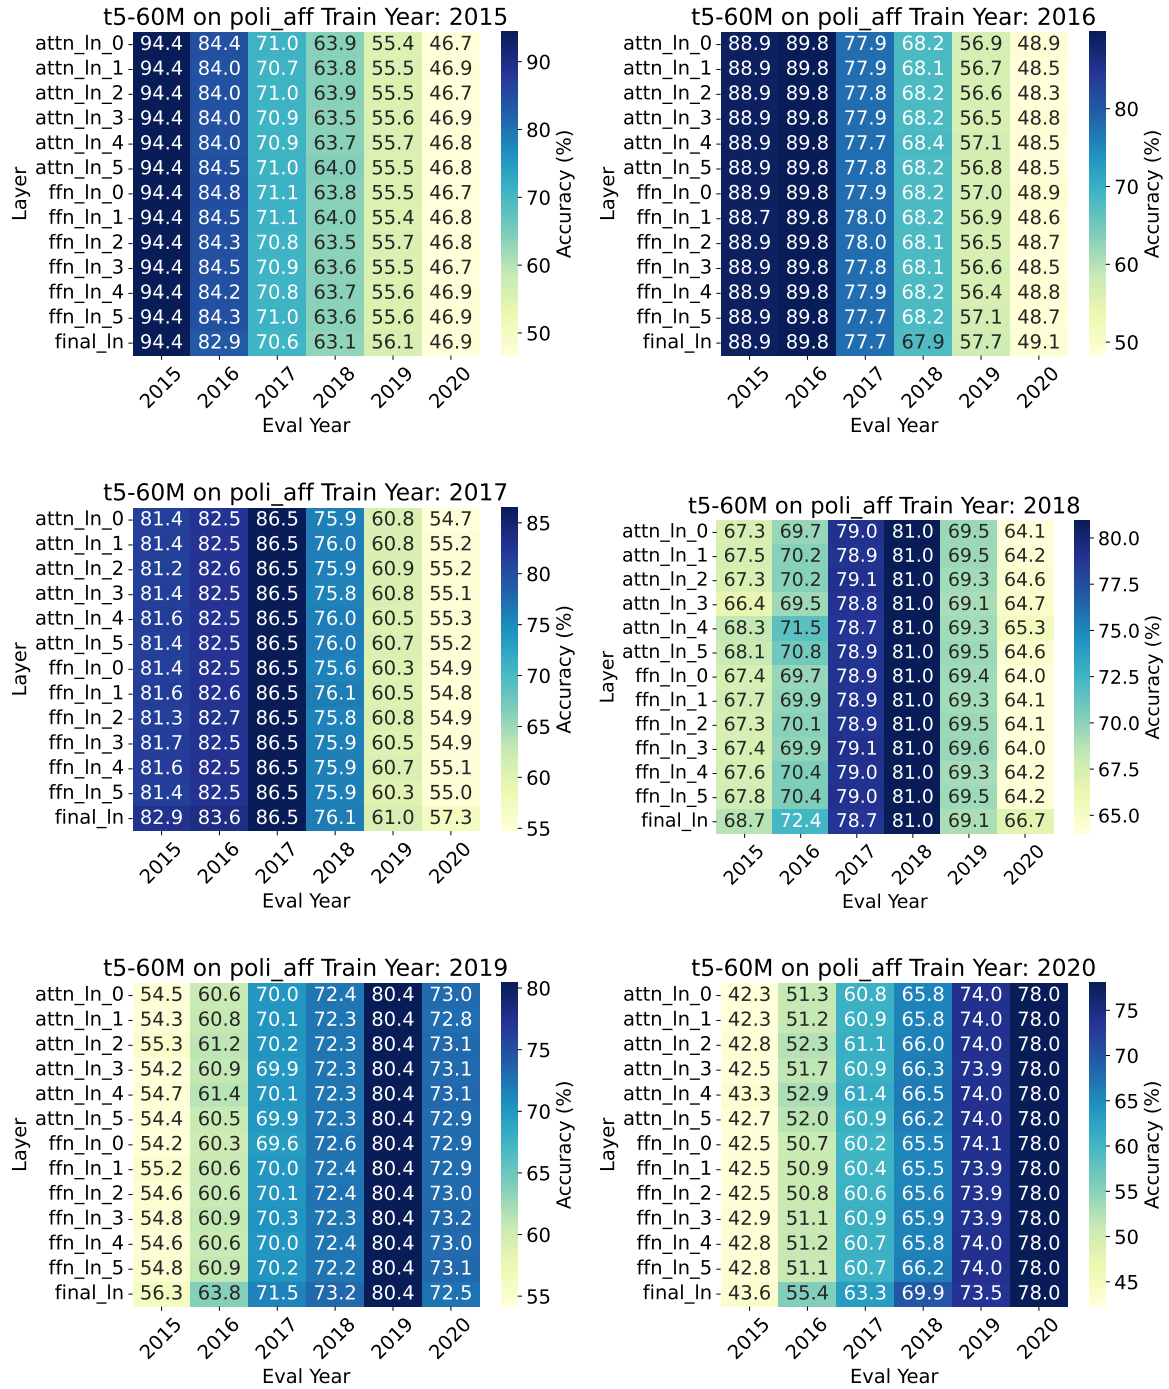 t5-60M on poli_aff Train Year: 2015
attn_ln_0 94.4 84.4 71.0 63.9 55.4 46.7
attn_ln_1 94.4 84.0 70.7 63.8 55.5 46.9
attn_ln_2 94.4 84.0 71.0 63.9 55.5 46.7
attn_ln_3 94.4 84.0 70.9 63.5 55.6 46.9
attn_ln_4 94.4 84.0 70.9 63.7 55.7 46.8
attn_ln_5 94.4 84.5 71.0 64.0 55.5 46.8
ffn_ln_0 94.4 84.8 71.1 63.8 55.5 46.7
ffn_ln_1 94.4 84.5 71.1 64.0 55.4 46.8
ffn_ln_2 94.4 84.3 70.8 63.5 55.7 46.8
ffn_ln_3 94.4 84.5 70.9 63.6 55.5 46.7
ffn_ln_4 94.4 84.2 70.8 63.7 55.6 46.9
ffn_ln_5 94.4 84.3 71.0 63.6 55.6 46.9
final_ln 94.4 82.9 70.6 63.1 56.1 46.9
2015 2016 2017 2018 2019 2020
Eval Year
Layer
90
80
70
60
50
Accuracy (%)
t5-60M on poli_aff Train Year: 2016
attn_ln_0 88.9 89.8 77.9 68.2 56.9 48.9
attn_ln_1 88.9 89.8 77.9 68.1 56.7 48.5
attn_ln_2 88.9 89.8 77.8 68.2 56.6 48.3
attn_ln_3 88.9 89.8 77.9 68.2 56.5 48.8
attn_ln_4 88.9 89.8 77.9 68.4 57.1 48.5
attn_ln_5 88.9 89.8 77.7 68.2 56.8 48.5
ffn_ln_0 88.9 89.8 77.9 68.2 57.0 48.9
ffn_ln_1 88.7 89.8 78.0 68.2 56.9 48.6
ffn_ln_2 88.9 89.8 78.0 68.1 56.5 48.7
ffn_ln_3 88.9 89.8 77.8 68.1 56.6 48.5
ffn_ln_4 88.9 89.8 77.9 68.2 56.4 48.8
ffn_ln_5 88.9 89.8 77.7 68.2 57.1 48.7
final_ln 88.9 89.8 77.7 67.9 57.7 49.1
2015 2016 2017 2018 2019 2020
Eval Year
Layer
80
70
60
50
Accuracy (%)
t5-60M on poli_aff Train Year: 2017
attn_ln_0 81.4 82.5 86.5 75.9 60.8 54.7
attn_ln_1 81.4 82.5 86.5 76.0 60.8 55.2
attn_ln_2 81.2 82.6 86.5 75.9 60.9 55.2
attn_ln_3 81.4 82.5 86.5 75.8 60.8 55.1
attn_ln_4 81.6 82.5 86.5 76.0 60.5 55.3
attn_ln_5 81.4 82.5 86.5 76.0 60.7 55.2
ffn_ln_0 81.4 82.5 86.5 75.6 60.3 54.9
ffn_ln_1 81.6 82.6 86.5 76.1 60.5 54.8
ffn_ln_2 81.3 82.7 86.5 75.8 60.8 54.9
ffn_ln_3 81.7 82.5 86.5 75.9 60.5 54.9
ffn_ln_4 81.6 82.5 86.5 75.9 60.7 55.1
ffn_ln_5 81.4 82.5 86.5 75.9 60.3 55.0
final_ln 82.9 83.6 86.5 76.1 61.0 57.3
2015 2016 2017 2018 2019 2020
Eval Year
Layer
85
80
75
70
65
60
55
Accuracy (%)
t5-60M on poli_aff Train Year: 2018
attn_ln_0 67.3 69.7 79.0 81.0 69.5 64.1
attn_ln_1 67.5 70.2 78.9 81.0 69.5 64.2
attn_ln_2 67.3 70.2 79.1 81.0 69.3 64.6
attn_ln_3 66.4 69.5 78.8 81.0 69.1 64.7
attn_ln_4 68.3 71.5 78.7 81.0 69.3 65.3
attn_ln_5 68.1 70.8 78.9 81.0 69.5 64.6
ffn_ln_0 67.4 69.7 78.9 81.0 69.4 64.0
ffn_ln_1 67.7 69.9 78.9 81.0 69.3 64.1
ffn_ln_2 67.3 70.1 78.9 81.0 69.5 64.1
ffn_ln_3 67.4 69.9 79.1 81.0 69.6 64.0
ffn_ln_4 67.6 70.4 79.0 81.0 69.3 64.2
ffn_ln_5 67.8 70.4 79.0 81.0 69.5 64.2
final_ln 68.7 72.4 78.7 81.0 69.1 66.7
2015 2016 2017 2018 2019 2020
Eval Year
Layer
80.0
77.5
75.0
72.5
70.0
67.5
65.0
Accuracy (%)
t5-60M on poli_aff Train Year: 2019
attn_ln_0 54.5 60.6 70.0 72.4 80.4 73.0
attn_ln_1 54.3 60.8 70.1 72.3 80.4 72.8
attn_ln_2 55.3 61.2 70.2 72.3 80.4 73.1
attn_ln_3 54.2 60.9 69.9 72.3 80.4 73.1
attn_ln_4 54.7 61.4 70.1 72.3 80.4 73.1
attn_ln_5 54.4 60.5 69.9 72.3 80.4 72.9
ffn_ln_0 54.2 60.3 69.6 72.6 80.4 72.9
ffn_ln_1 55.2 60.6 70.0 72.4 80.4 72.9
ffn_ln_2 54.6 60.6 70.1 72.4 80.4 73.0
ffn_ln_3 54.8 60.9 70.3 72.3 80.4 73.2
ffn_ln_4 54.6 60.6 70.0 72.4 80.4 73.0
ffn_ln_5 54.8 60.9 70.2 72.2 80.4 73.1
final_ln 56.3 63.8 71.5 73.2 80.4 72.5
2015 2016 2017 2018 2019 2020
Eval Year
Layer
80
75
70
65
60
55
Accuracy (%)
t5-60M on poli_aff Train Year: 2020
attn_ln_0 42.3 51.3 60.8 65.8 74.0 78.0
attn_ln_1 42.3 51.2 60.9 65.8 74.0 78.0
attn_ln_2 42.8 52.3 61.1 66.0 74.0 78.0
attn_ln_3 42.5 51.7 60.9 66.3 73.9 78.0
attn_ln_4 43.3 52.9 61.4 66.5 74.0 78.0
attn_ln_5 42.7 52.0 60.9 66.2 74.0 78.0
ffn_ln_0 42.5 50.7 60.2 65.5 74.1 78.0
ffn_ln_1 42.5 50.9 60.4 65.5 73.9 78.0
ffn_ln_2 42.5 50.8 60.6 65.6 73.9 78.0
ffn_ln_3 42.9 51.1 60.9 65.9 73.9 78.0
ffn_ln_4 42.8 51.2 60.7 65.8 74.0 78.0
ffn_ln_5 42.8 51.1 60.7 66.2 74.0 78.0
final_ln 43.6 55.4 63.3 69.9 73.5 78.0
2015 2016 2017 2018 2019 2020
Eval Year
Layer
75
70
65
60
55
50
45
Accuracy (%)